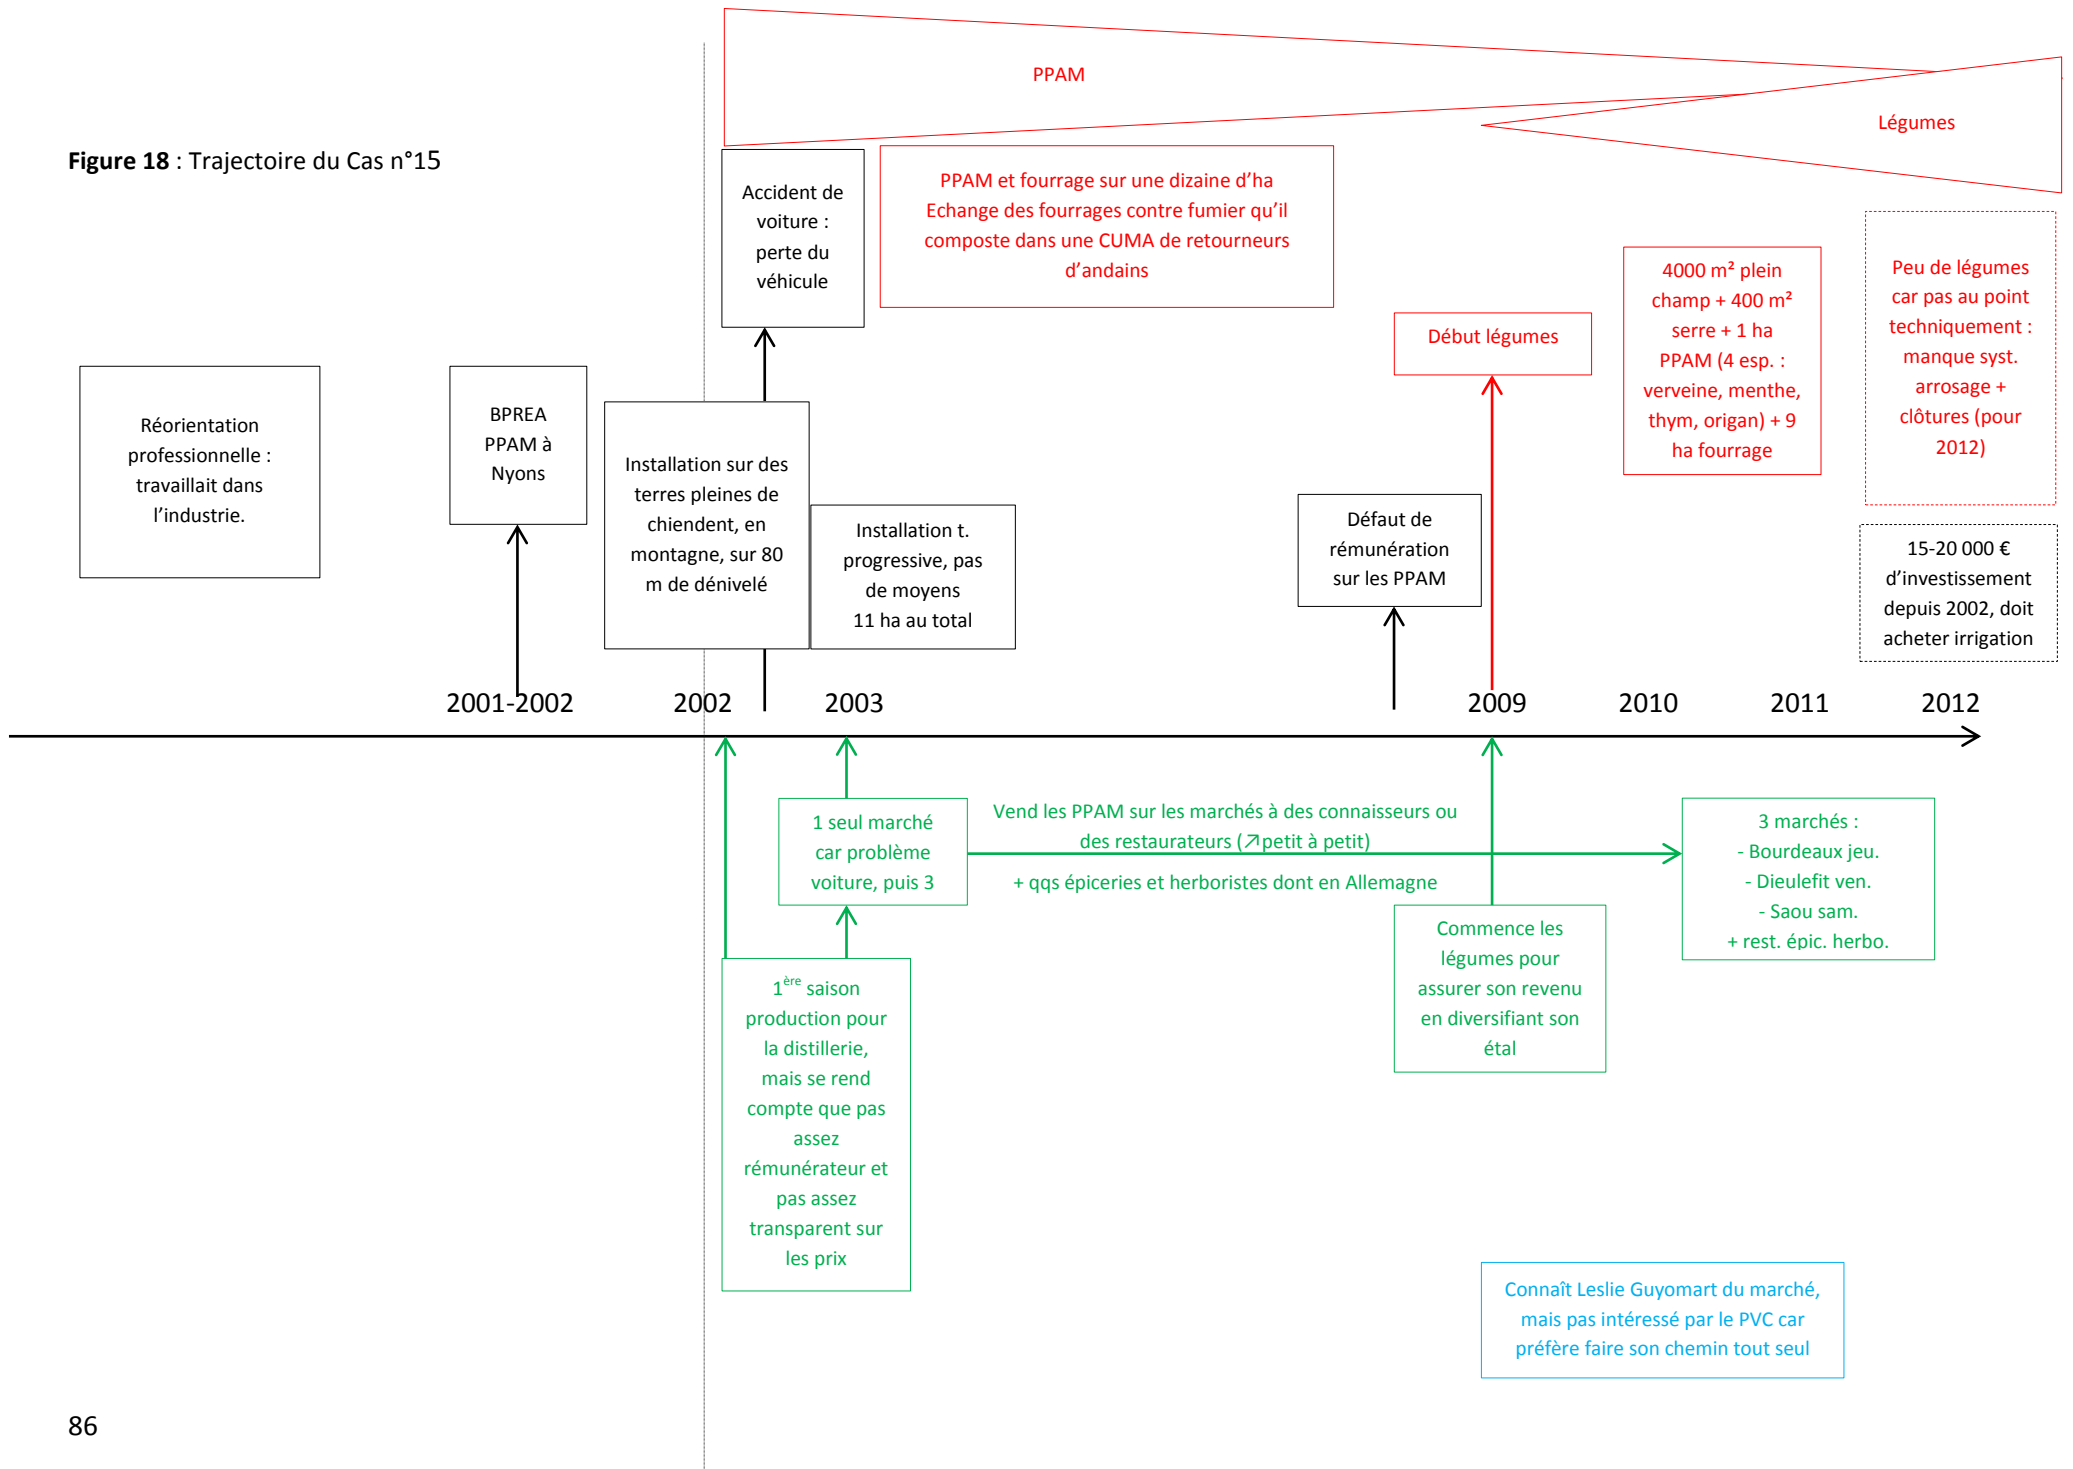 PPAM
Légumes
Figure 18 : Trajectoire du Cas n°15
Accident de
voiture :
perte du
véhicule
PPAM et fourrage sur une dizaine d’ha
Echange des fourrages contre fumier qu’il
composte dans une CUMA de retourneurs
d’andains
Début légumes
4000 m² plein
champ + 400 m²
serre + 1 ha
PPAM (4 esp. :
verveine, menthe,
thym, origan) + 9
ha fourrage
Peu de légumes
car pas au point
techniquement :
manque syst.
arrosage +
clôtures (pour
2012)
Réorientation
professionnelle :
travaillait dans
l’industrie.
BPREA
PPAM à
Nyons
Installation sur des
terres pleines de
chiendent, en
montagne, sur 80
m de dénivelé
Installation t.
progressive, pas
de moyens
11 ha au total
Défaut de
rémunération
sur les PPAM
15-20 000 €
d’investissement
depuis 2002, doit
acheter irrigation
2001-2002
2002
2003
2009
2010
2011
2012
1 seul marché
car problème
voiture, puis 3
Vend les PPAM sur les marchés à des connaisseurs ou
des restaurateurs (↗petit à petit)
+ qqs épiceries et herboristes dont en Allemagne
3 marchés :
- Bourdeaux jeu.
- Dieulefit ven.
- Saou sam.
+ rest. épic. herbo.
Commence les
légumes pour
assurer son revenu
en diversifiant son
étal
1ère saison
production pour
la distillerie,
mais se rend
compte que pas
assez
rémunérateur et
pas assez
transparent sur
les prix
Connaît Leslie Guyomart du marché,
mais pas intéressé par le PVC car
préfère faire son chemin tout seul
86